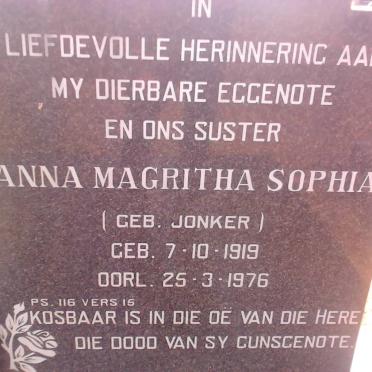 IN
LIEFDEVOLLE HERINNERING AAN
MY DIERBARE EGGENOTE
EN ONS SUSTER
ANNA MAGRITHA SOPHIA
( GEB. JONKER )
GEB. 7-10-1919
OORL. 25-3-1976
PS. 116 VERS 15
KOSBAAR IS IN DIE OË VAN DIE HERE
DIE DOOD VAN SY GUNSGENOTE.